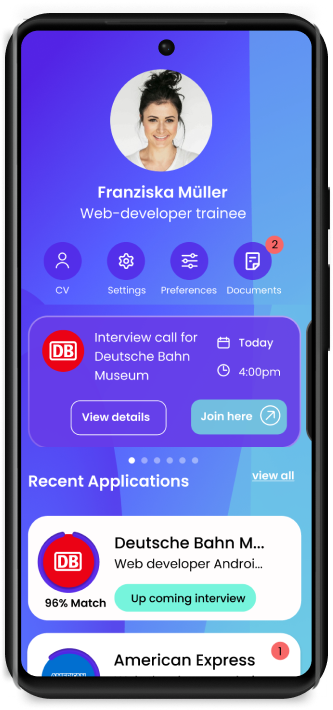 Franziska Müller
Web-developer trainee
2
CV
Settings
Preferences
Documents
DB
Interview call for
Deutsche Bahn
Museum
Today
4:00pm
View details
Join here
Recent Applications
view all
DB
Deutsche Bahn M...
Web developer Androi...
96% Match
Up coming interview
American Express
1
AMERICAN